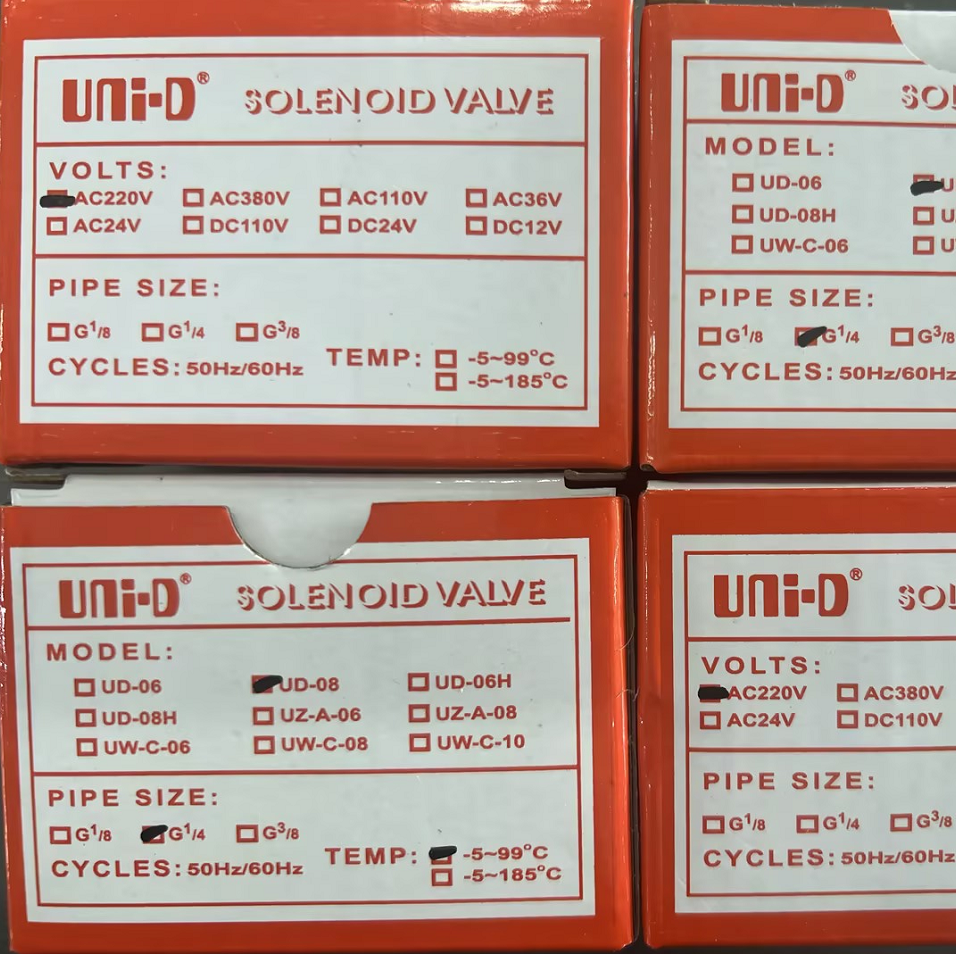 UNi-D® SOLENOID VALVE
VOLTS:
AC220V AC380V AC110V AC36V
AC24V DC110V DC24V DC12V
PIPE SIZE:
G1/8 G1/4 G3/8
CYCLES: 50Hz/60Hz TEMP: -5~99°C
-5~185°C
UNi-D® SOL
MODEL:
UD-06 U
UD-08H U
UW-C-06 U
PIPE SIZE:
G1/8 G1/4 G3/8
CYCLES: 50Hz/60Hz
UNi-D® SOLENOID VALVE
MODEL:
UD-06 UD-08 UD-06H
UD-08H UZ-A-06 UZ-A-08
UW-C-06 UW-C-08 UW-C-10
PIPE SIZE:
G1/8 G1/4 G3/8
CYCLES: 50Hz/60Hz TEMP: -5~99°C
-5~185°C
UNi-D® SOL
VOLTS:
AC220V AC380V
AC24V DC110V
PIPE SIZE:
G1/8 G1/4 G3/8
CYCLES: 50Hz/60Hz